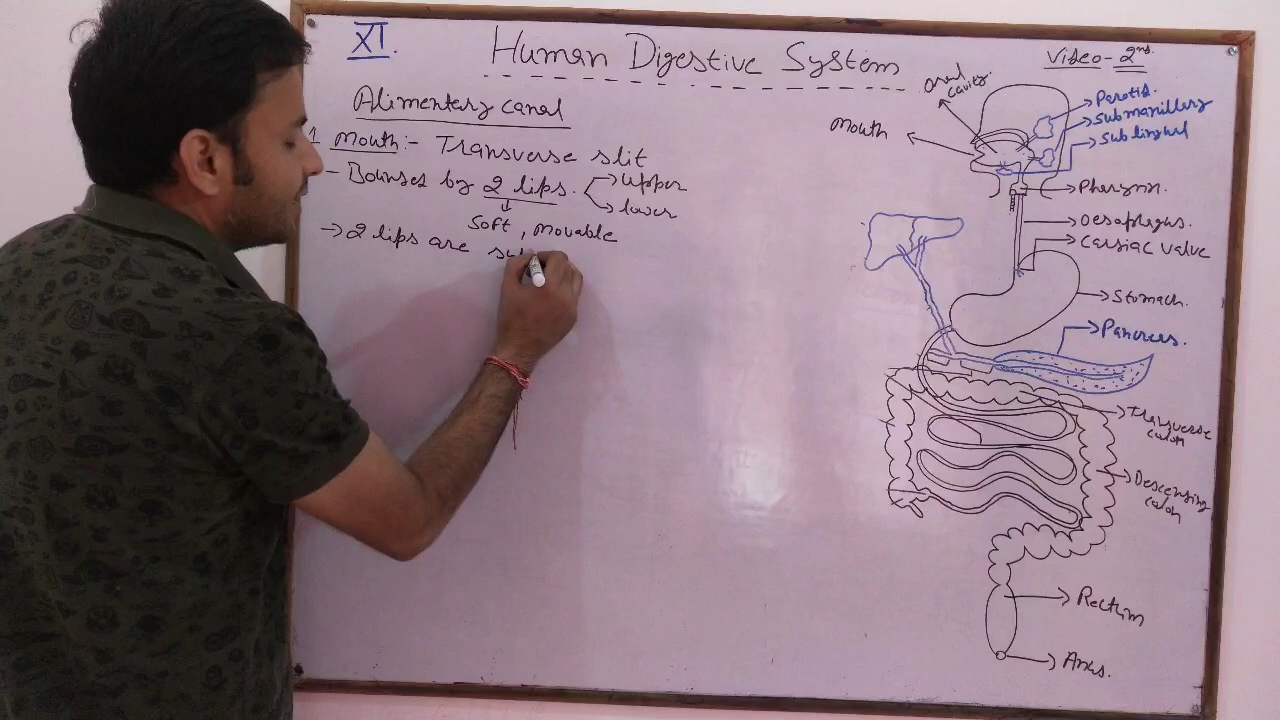 XI.
Human Digestive System
Video-2nd.
Alimentary canal
1 Mouth:- Transverse slit
- Bounded by 2 lips. → Upper
→ lower
↓
soft, movable
→ 2 lips are su
oral cavity.
Mouth
Parotid.
Submaxillary
Sublingual
Pharynx.
Oesophagus.
Cardiac valve
Stomach.
Pancreas.
Transverse colon
Descending colon
Rectum
Anus.